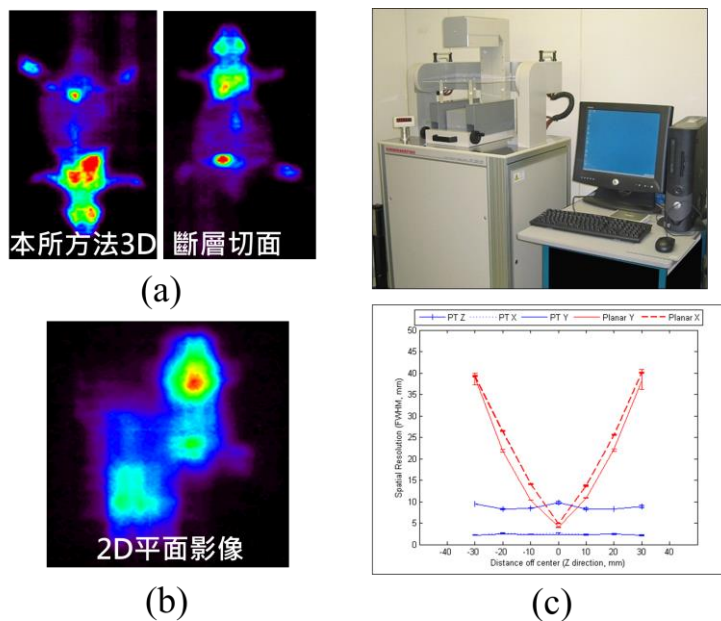 (a)
本所方法3D
斷層切面
(b)
2D平面影像
PT Z
PT X
PT Y
Planar Y
Planar X
Spatial Resolution (FWHM, mm)
50
45
40
35
30
25
20
15
10
5
0
-40
-30
-20
-10
0
10
20
30
40
Distance off center (Z direction, mm)
(c)